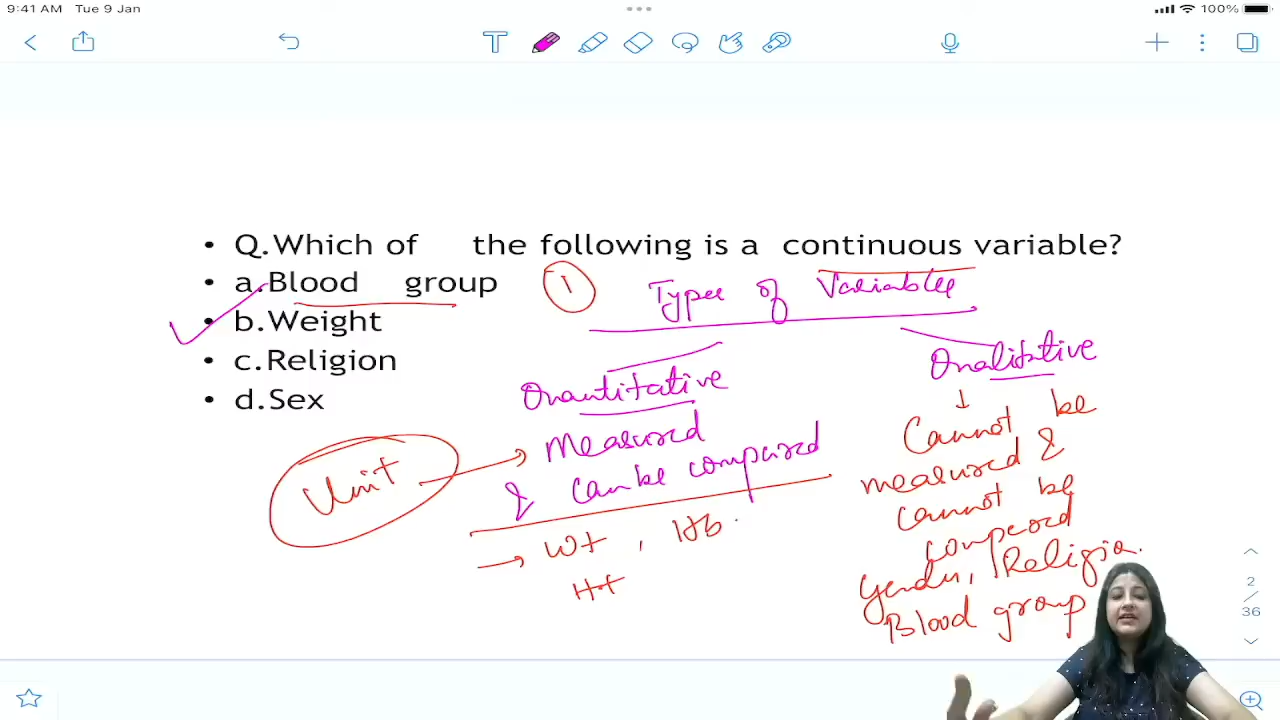 9:41 AM Tue 9 Jan
100%
• Q.Which of the following is a continuous variable?
• a.Blood group
• b.Weight
• c.Religion
• d.Sex
1
Types of Variables
Quantitative
Measured
& can be compared
Unit
→ Wt , Hb
Ht
Qualitative
↓
Cannot be
measured &
cannot be
compared
Gender, Religion.
Blood group
2
/
36